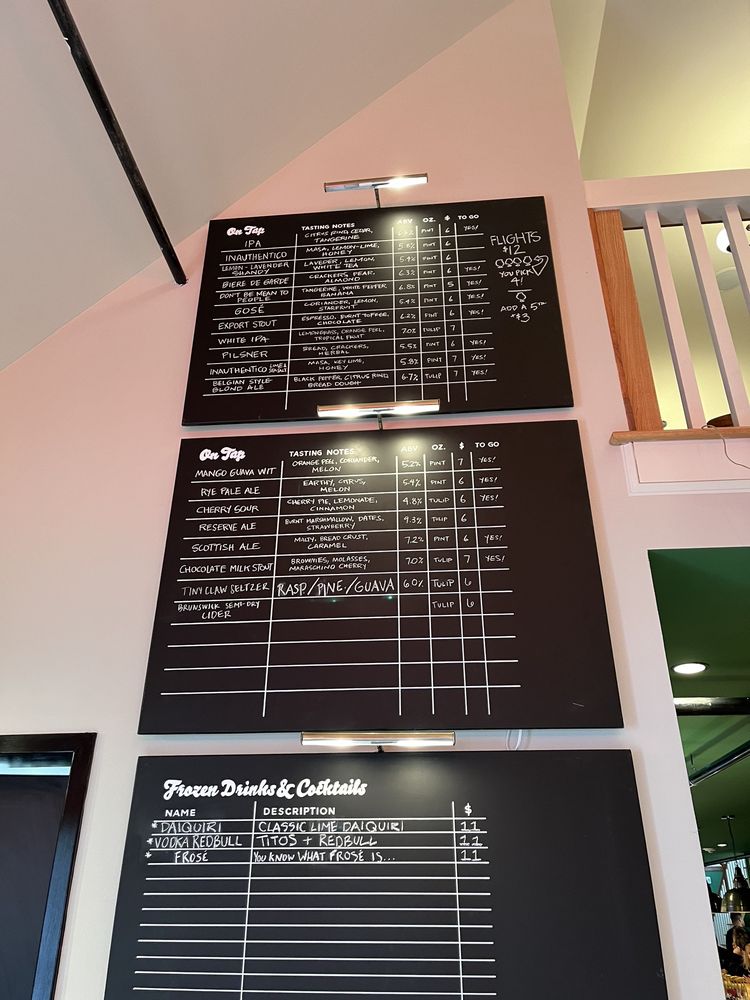 On Tap TASTING NOTES ABV OZ. $ TO GO
IPA CITRUS RIND, CEDAR, TANGERINE PINT 6 YES!
INAUTHENTICO MASA, LEMON-LIME, HONEY 5.8% PINT 6
LEMON-LAVENDER SHANDY LAVEDER, LEMON, WHITE TEA 5.4% PINT 6
BIERE DE GARDE CRACKERS, PEAR, ALMOND 6.3% PINT 6 YES!
DON'T BE MEAN TO PEOPLE TANGERINE, WHITE PEPPER, BANANA 6.8% PINT 5 YES!
GOSÉ CORIANDER, LEMON, STARFRUIT 5.4% PINT 6 YES!
EXPORT STOUT ESPRESSO, BURNT TOFFEE, CHOCOLATE 6.2% PINT 6 YES!
WHITE IPA LEMONGRASS, ORANGE PEEL, TROPICAL FRUIT 7.0% TULIP 7
PILSNER BREAD, CRACKERS, HERBAL 5.5% PINT 6 YES!
INAUTHENTICO MASA, KEY LIME, HONEY 5.8% PINT 7 YES!
BELGIAN STYLE BLOND ALE BLACK PEPPER, CITRUS RIND, BREAD DOUGH 6.7% TULIP 7 YES!
FLIGHTS
$12
YOU PICK
4!
ADD A 5TH
$3
On Tap TASTING NOTES ABV OZ. $ TO GO
MANGO GUAVA WIT ORANGE PEEL, CORIANDER, MELON 5.2% PINT 7 YES!
RYE PALE ALE EARTHY, CITRUS, MELON 5.4% PINT 6 YES!
CHERRY SOUR CHERRY PIE, LEMONADE, CINNAMON 4.8% TULIP 6 YES!
RESERVE ALE BURNT MARSHMALLOW, DATES, STRAWBERRY 9.3% TULIP 6
SCOTTISH ALE MALTY, BREAD CRUST, CARAMEL 7.2% PINT 6 YES!
CHOCOLATE MILK STOUT BROWNIES, MOLASSES, MARASCHINO CHERRY 7.0% TULIP 7 YES!
TINY CLAW SELTZER RASP/PINE/GUAVA 6.0% TULIP 6
BRUNSWICK SEMI-DRY CIDER TULIP 6
Frozen Drinks & Cocktails
NAME DESCRIPTION $
*DAIQUIRI CLASSIC LIME DAIQUIRI 11
*VODKA REDBULL TITOS + REDBULL 11
* FROSÉ YOU KNOW WHAT FROSÉ IS... 11